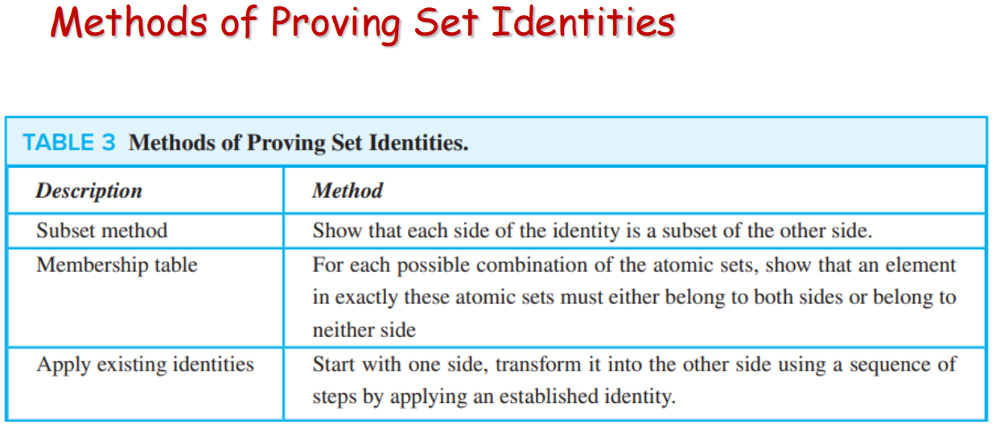 Methods of Proving Set Identities
TABLE 3 Methods of Proving Set Identities.
Description Method
Subset method Show that each side of the identity is a subset of the other side.
Membership table For each possible combination of the atomic sets, show that an element
in exactly these atomic sets must either belong to both sides or belong to
neither side
Apply existing identities Start with one side, transform it into the other side using a sequence of
steps by applying an established identity.